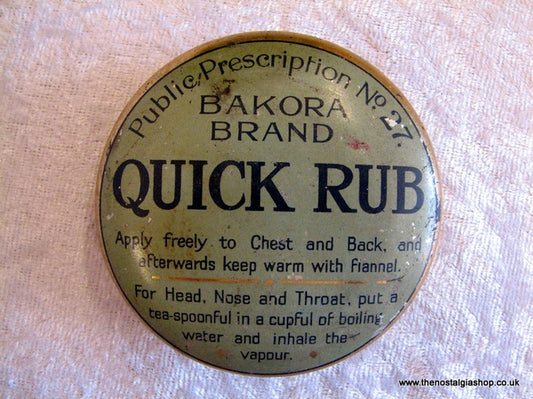 Public Prescription No. 27.
BAKORA
BRAND
QUICK RUB
Apply freely to Chest and Back, and
afterwards keep warm with flannel.
For Head, Nose and Throat, put a
tea-spoonful in a cupful of boiling
water and inhale the
vapour.
www.thenostalgiashop.co.uk